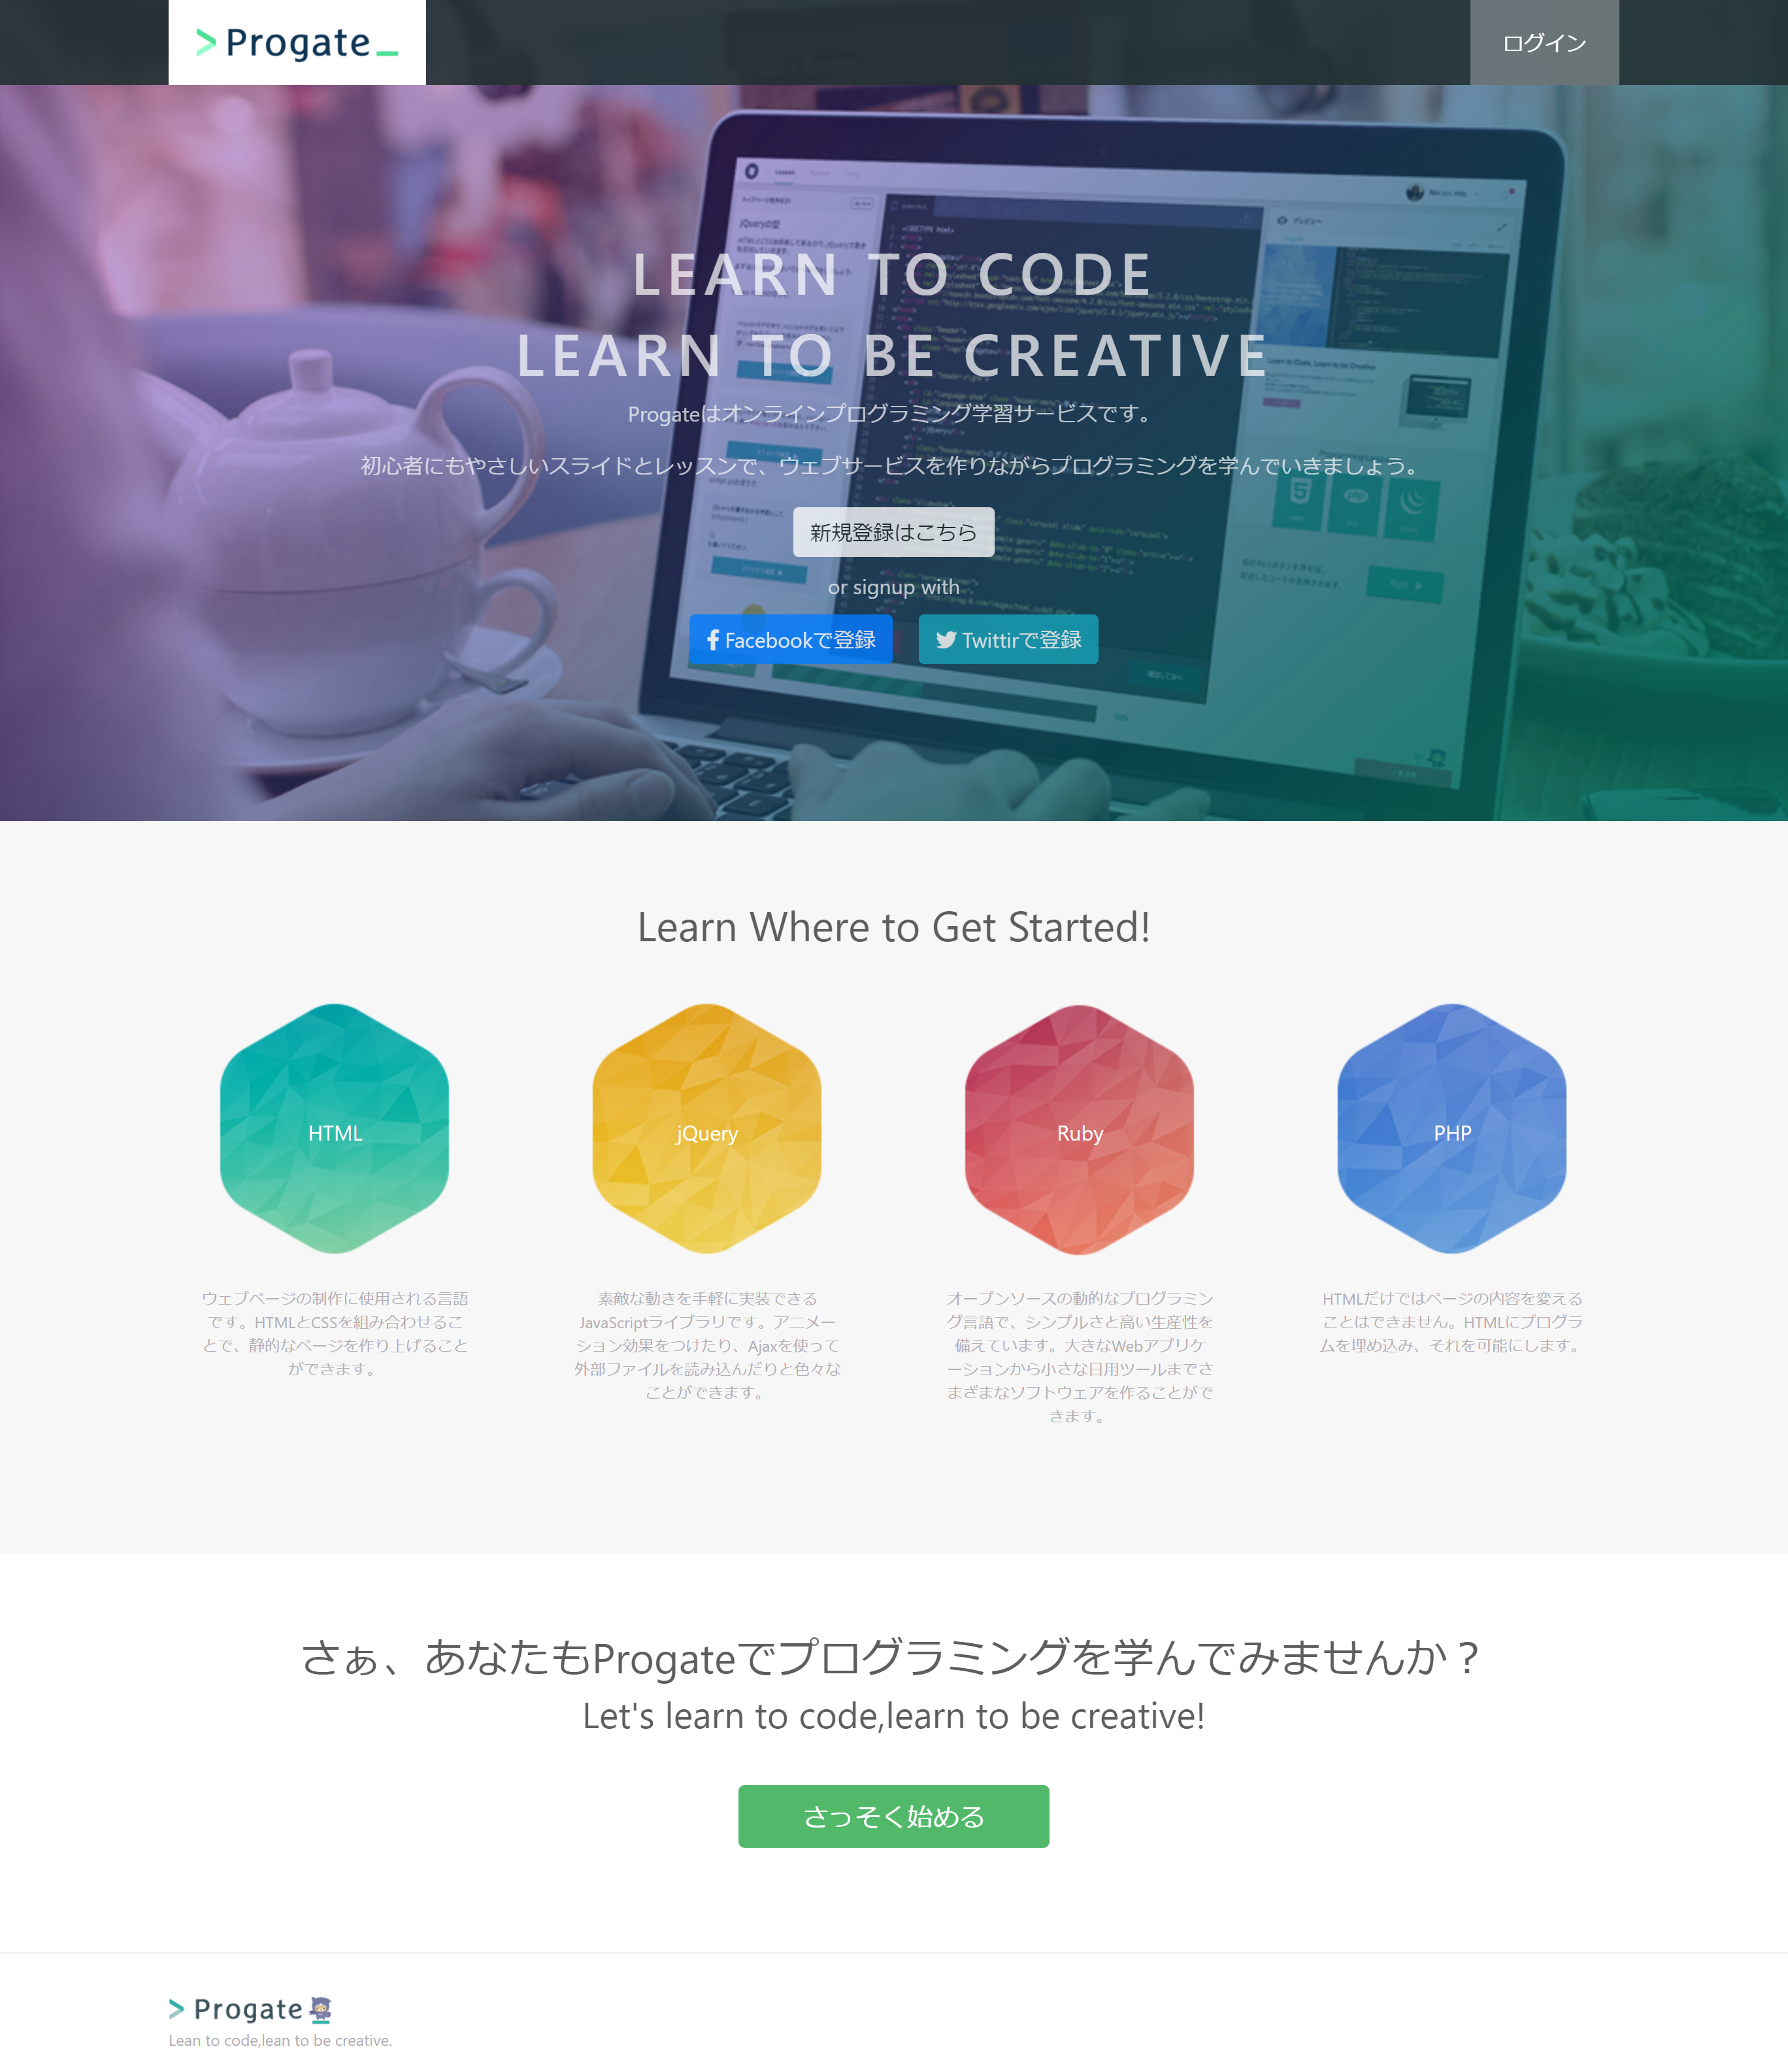 Progate
ログイン
LEARN TO CODE
LEARN TO BE CREATIVE
Progateはオンラインプログラミング学習サービスです。
初心者にもやさしいスライドとレッスンで、ウェブサービスを作りながらプログラミングを学んでいきましょう。
新規登録はこちら
or signup with
Facebookで登録 Twittirで登録
Learn Where to Get Started!
HTML
jQuery
Ruby
PHP
ウェブページの制作に使用される言語
です。HTMLとCSSを組み合わせるこ
とで、静的なページを作り上げること
ができます。
素敵な動きを手軽に実装できる
JavaScriptライブラリです。アニメー
ション効果をつけたり、Ajaxを使って
外部ファイルを読み込んだりと色々な
ことができます。
オープンソースの動的なプログラミン
グ言語で、シンプルさと高い生産性を
備えています。大きなWebアプリケ
ーションから小さな日用ツールまでさ
まざまなソフトウェアを作ることがで
きます。
HTMLだけではページの内容を変える
ことはできません。HTMLにプログラ
ムを埋め込み、それを可能にします。
さぁ、あなたもProgateでプログラミングを学んでみませんか？
Let's learn to code,learn to be creative!
さっそく始める
Progate
Lean to code,lean to be creative.